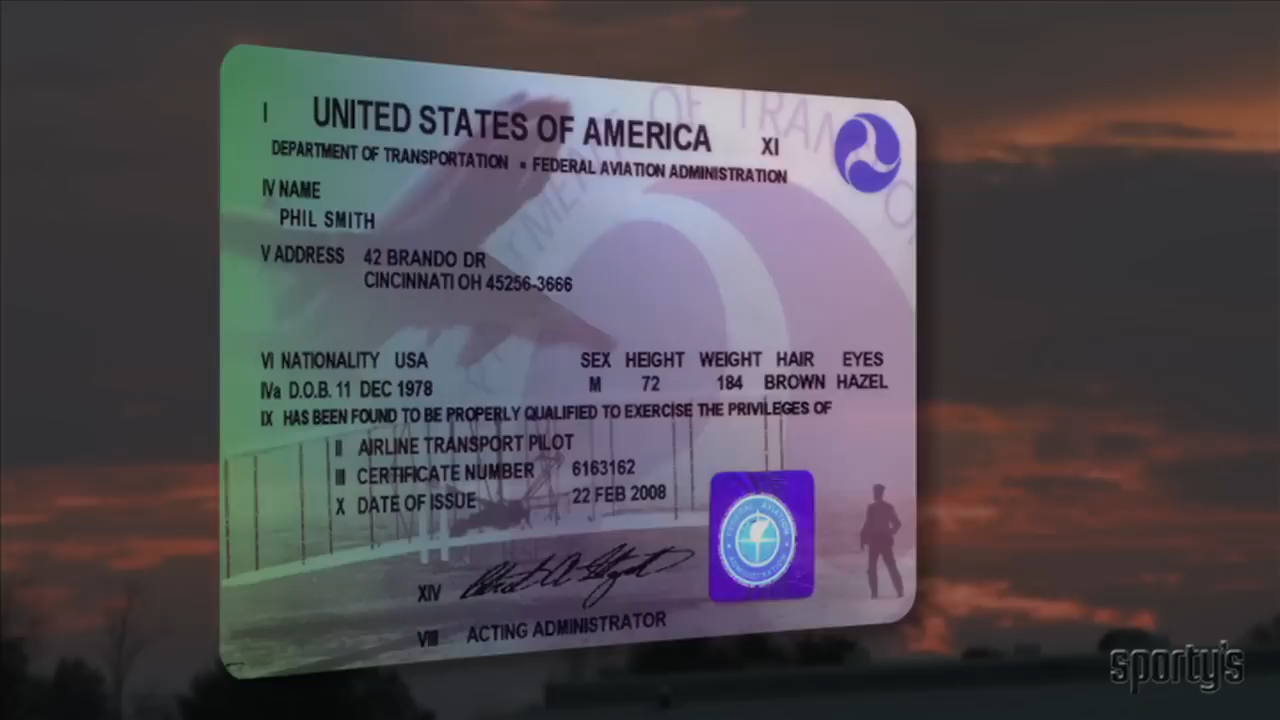 I UNITED STATES OF AMERICA XI
DEPARTMENT OF TRANSPORTATION • FEDERAL AVIATION ADMINISTRATION
IV NAME
PHIL SMITH
V ADDRESS 42 BRANDO DR
CINCINNATI OH 45256-3666
VI NATIONALITY USA SEX HEIGHT WEIGHT HAIR EYES
IVa D.O.B. 11 DEC 1978 M 72 184 BROWN HAZEL
IX HAS BEEN FOUND TO BE PROPERLY QUALIFIED TO EXERCISE THE PRIVILEGES OF
II AIRLINE TRANSPORT PILOT
III CERTIFICATE NUMBER 6163162
X DATE OF ISSUE 22 FEB 2008
XIV
VIII ACTING ADMINISTRATOR
FEDERAL AVIATION
ADMINISTRATION
sporty's